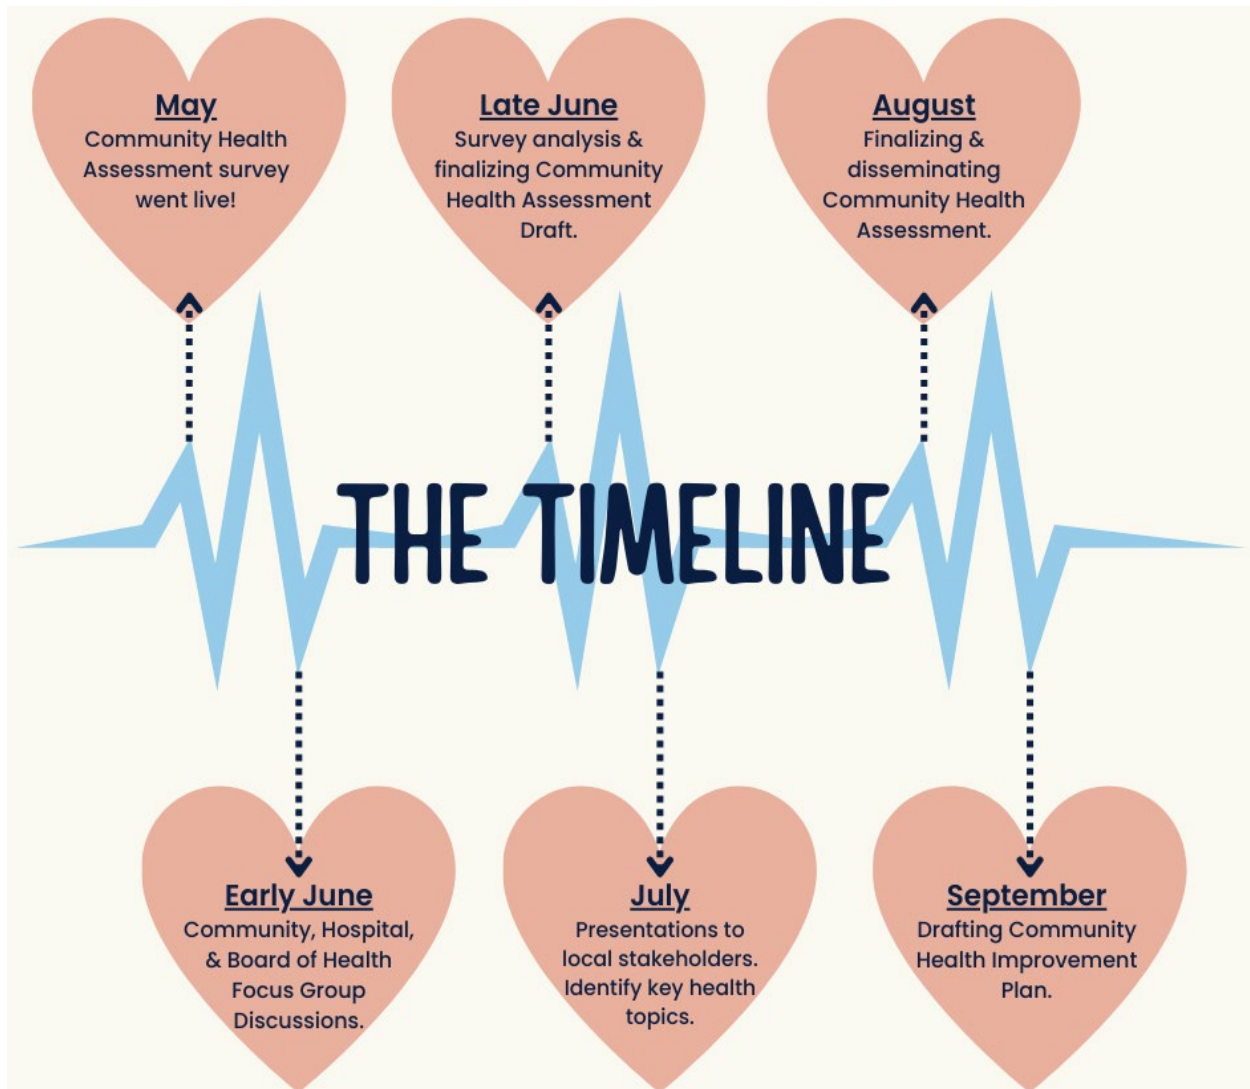 May
Community Health
Assessment survey
went live!
Late June
Survey analysis &
finalizing Community
Health Assessment
Draft.
August
Finalizing &
disseminating
Community Health
Assessment.
THE TIMELINE
Early June
Community, Hospital,
& Board of Health
Focus Group
Discussions.
July
Presentations to
local stakeholders.
Identify key health
topics.
September
Drafting Community
Health Improvement
Plan.